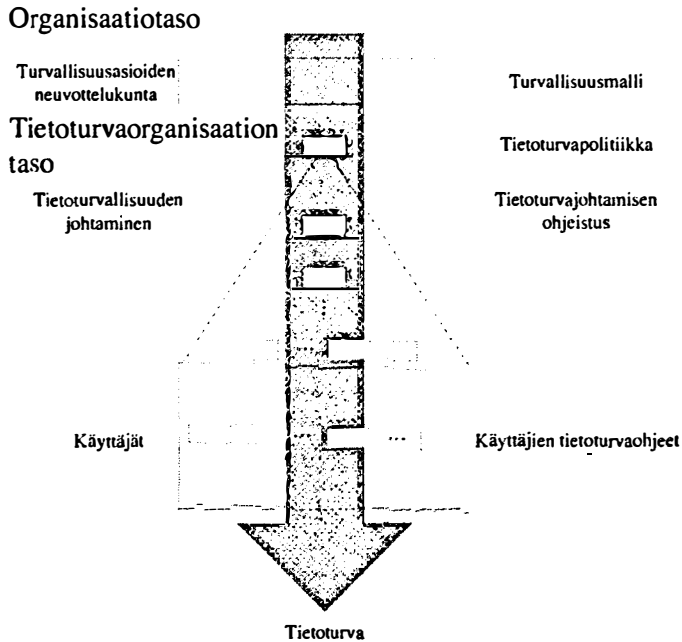 Organisaatiotaso
Turvallisuusasioiden
neuvottelukunta
Turvallisuusmalli
Tietoturvaorganisaation
taso
Tietoturvapolitiikka
Tietoturvallisuuden
johtaminen
Tietoturvajohtamisen
ohjeistus
...
...
Käyttäjät
Käyttäjien tietoturvaohjeet
...
Tietoturva